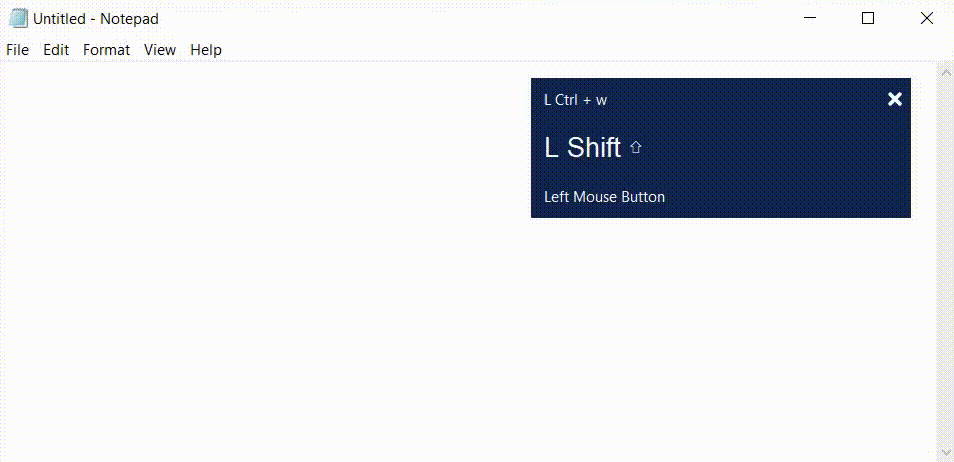 Untitled - Notepad
File Edit Format View Help
L Ctrl + w
L Shift ⇧
Left Mouse Button